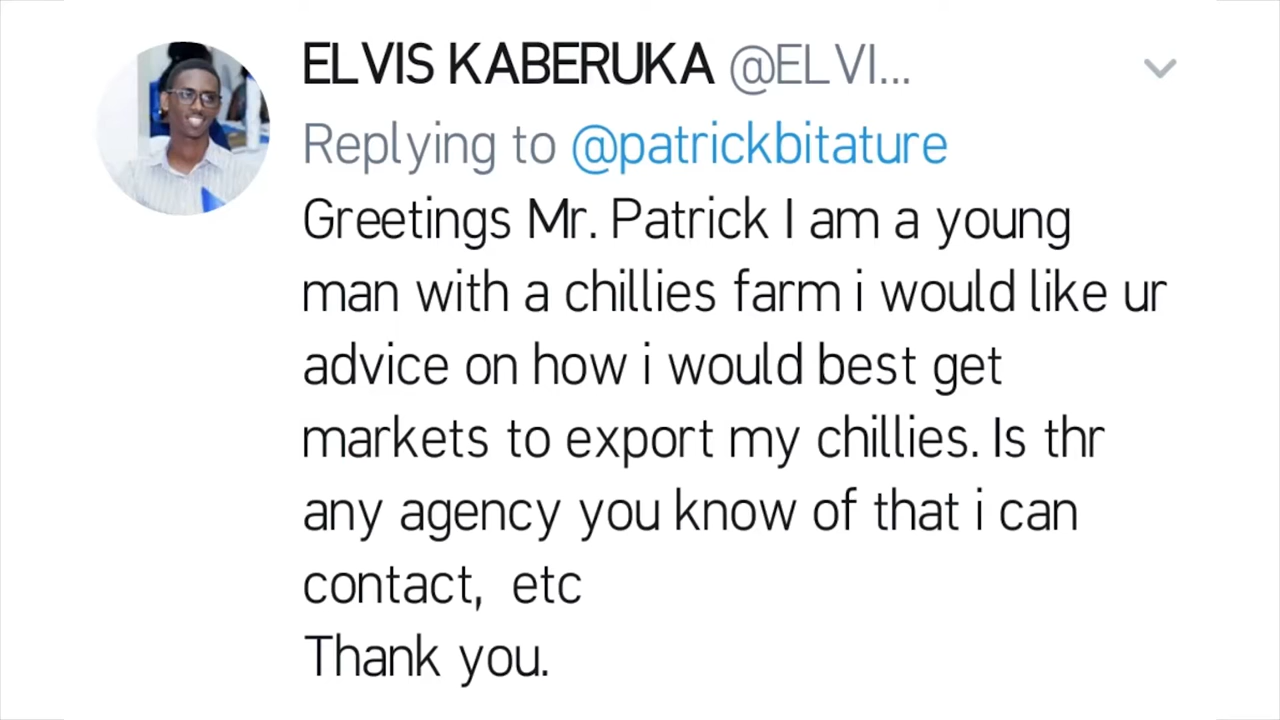 ELVIS KABERUKA @ELVI...
Replying to @patrickbitature
Greetings Mr. Patrick I am a young
man with a chillies farm i would like ur
advice on how i would best get
markets to export my chillies. Is thr
any agency you know of that i can
contact,  etc
Thank you.